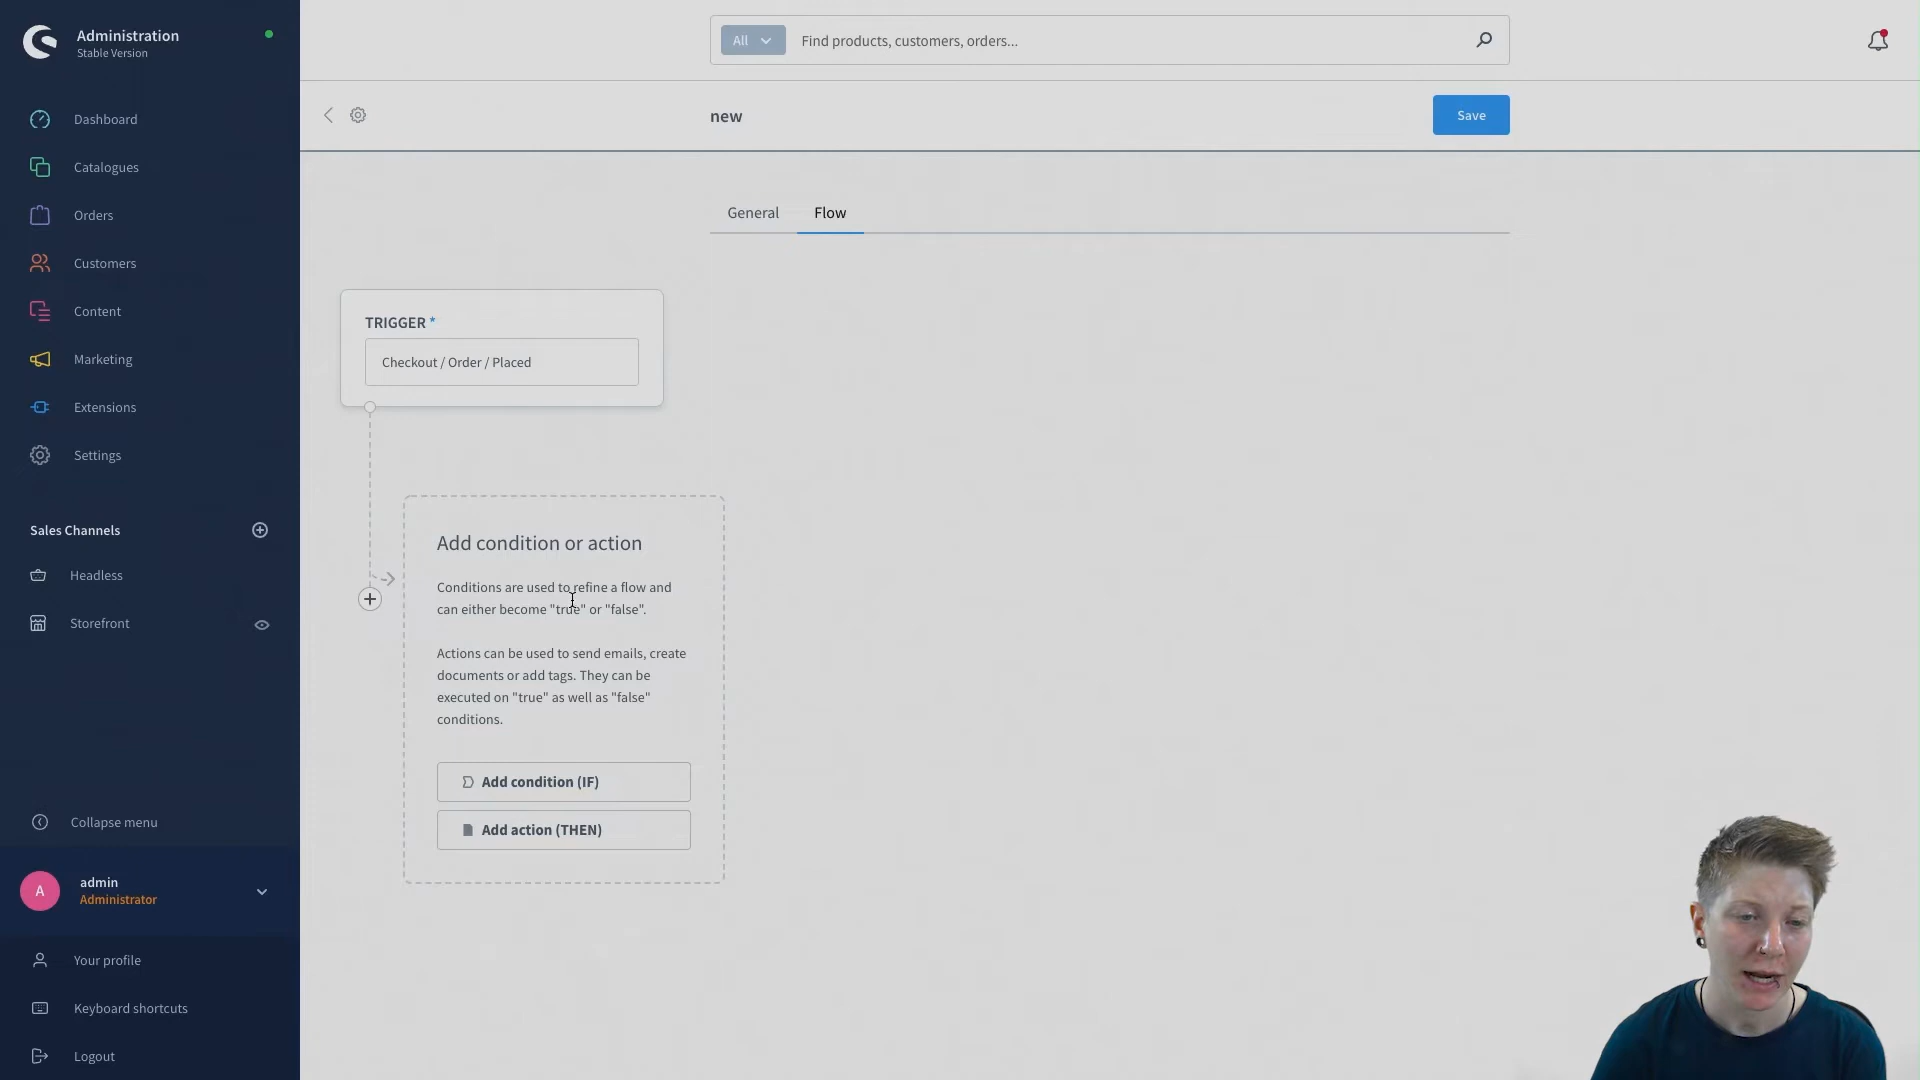 Administration
Stable Version
Dashboard
Catalogues
Orders
Customers
Content
Marketing
Extensions
Settings
Sales Channels
Headless
Storefront
Collapse menu
A
admin
Administrator
Your profile
Keyboard shortcuts
Logout
All
Find products, customers, orders...
new
Save
General
Flow
TRIGGER *
Checkout / Order / Placed
Add condition or action
Conditions are used to refine a flow and
can either become "true" or "false".
Actions can be used to send emails, create
documents or add tags. They can be
executed on "true" as well as "false"
conditions.
Add condition (IF)
Add action (THEN)